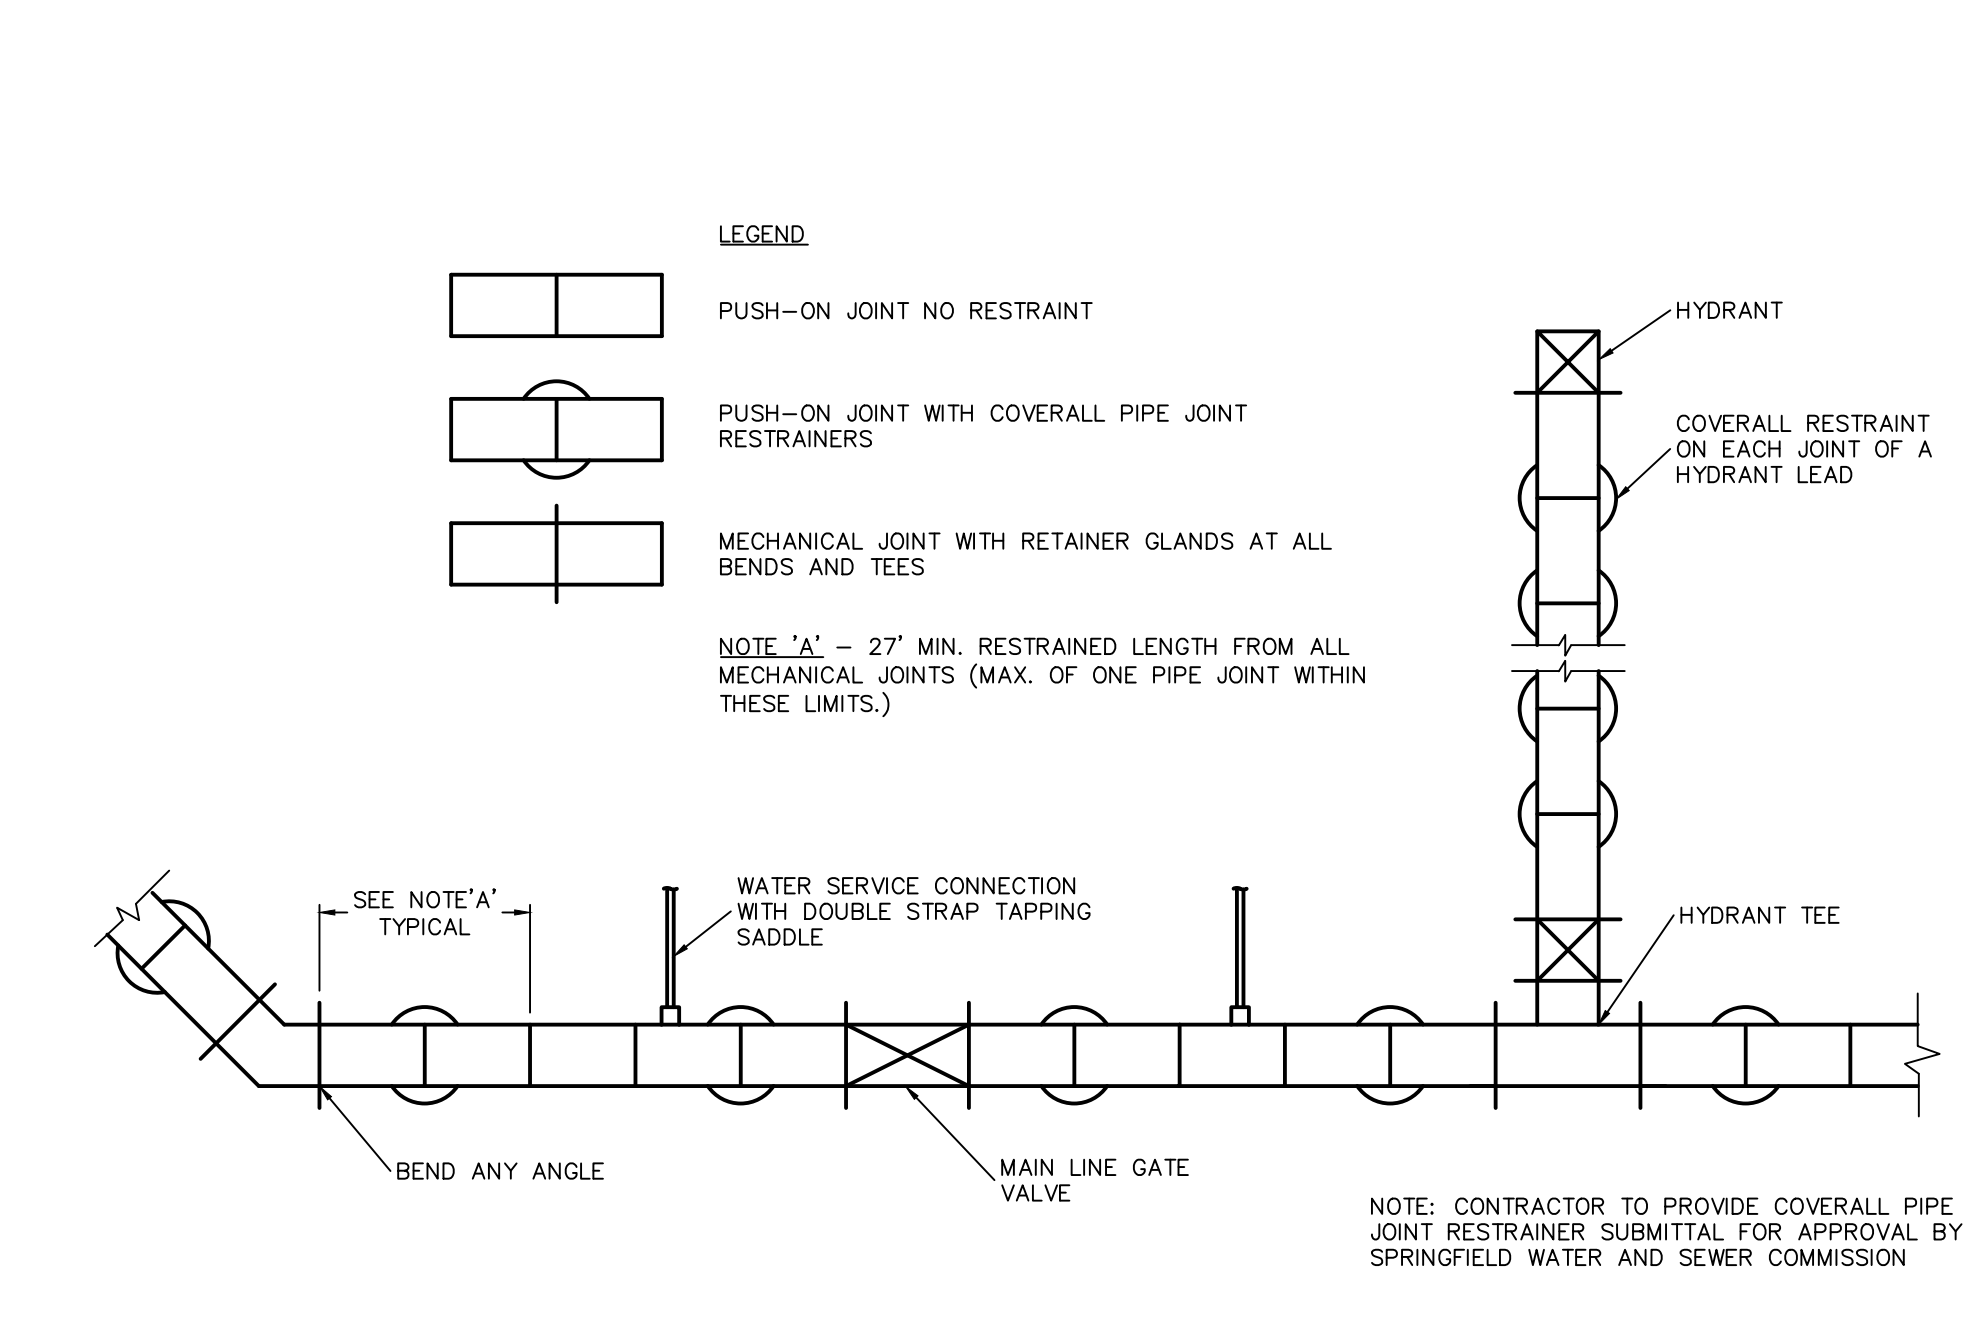 LEGEND
PUSH-ON JOINT NO RESTRAINT
PUSH-ON JOINT WITH COVERALL PIPE JOINT
RESTRAINERS
MECHANICAL JOINT WITH RETAINER GLANDS AT ALL
BENDS AND TEES
NOTE 'A' - 27' MIN. RESTRAINED LENGTH FROM ALL
MECHANICAL JOINTS (MAX. OF ONE PIPE JOINT WITHIN
THESE LIMITS.)
HYDRANT
COVERALL RESTRAINT
ON EACH JOINT OF A
HYDRANT LEAD
SEE NOTE'A'
TYPICAL
WATER SERVICE CONNECTION
WITH DOUBLE STRAP TAPPING
SADDLE
HYDRANT TEE
BEND ANY ANGLE
MAIN LINE GATE
VALVE
NOTE: CONTRACTOR TO PROVIDE COVERALL PIPE
JOINT RESTRAINER SUBMITTAL FOR APPROVAL BY
SPRINGFIELD WATER AND SEWER COMMISSION